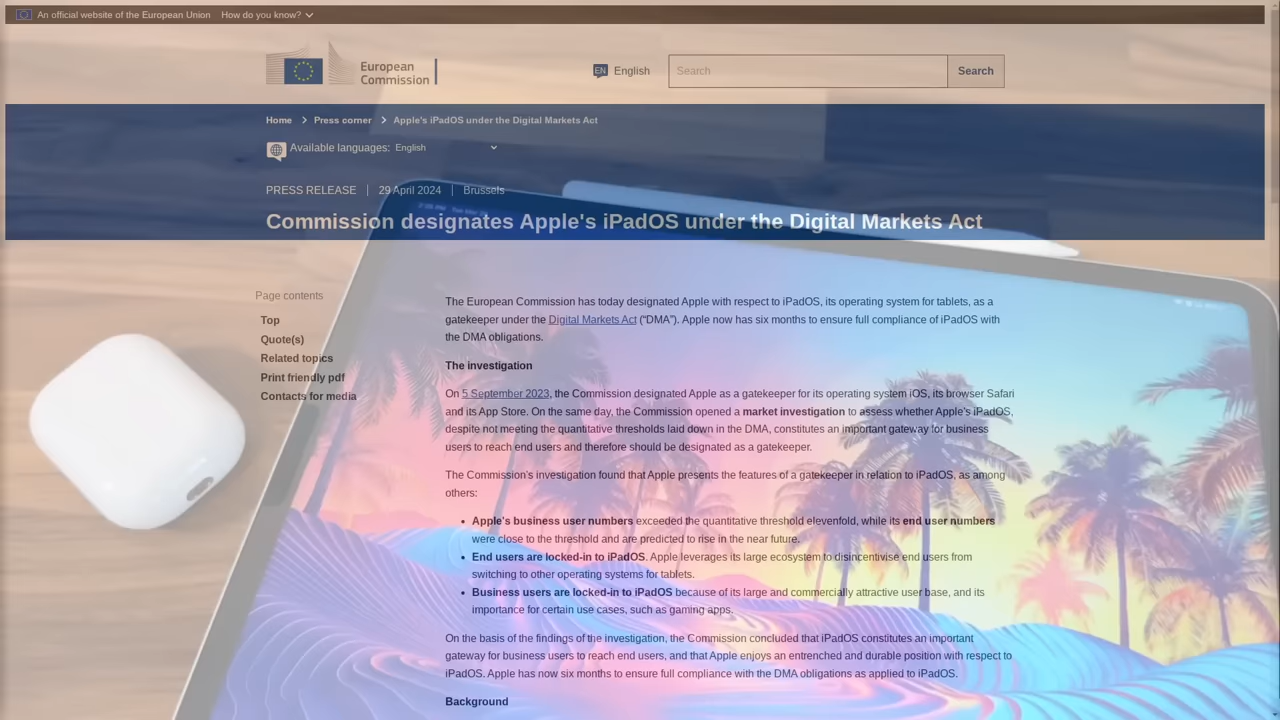 An official website of the European Union How do you know?
European
Commission
EN English Search Search
Home Press corner Apple's iPadOS under the Digital Markets Act
Available languages: English
PRESS RELEASE 29 April 2024 Brussels
Commission designates Apple's iPadOS under the Digital Markets Act
Page contents
Top
Quote(s)
Related topics
Print friendly pdf
Contacts for media
The European Commission has today designated Apple with respect to iPadOS, its operating system for tablets, as a
gatekeeper under the Digital Markets Act (“DMA”). Apple now has six months to ensure full compliance of iPadOS with
the DMA obligations.
The investigation
On 5 September 2023, the Commission designated Apple as a gatekeeper for its operating system iOS, its browser Safari
and its App Store. On the same day, the Commission opened a market investigation to assess whether Apple's iPadOS,
despite not meeting the quantitative thresholds laid down in the DMA, constitutes an important gateway for business
users to reach end users and therefore should be designated as a gatekeeper.
The Commission's investigation found that Apple presents the features of a gatekeeper in relation to iPadOS, as among
others:
• Apple's business user numbers exceeded the quantitative threshold elevenfold, while its end user numbers
were close to the threshold and are predicted to rise in the near future.
• End users are locked-in to iPadOS. Apple leverages its large ecosystem to disincentivise end users from
switching to other operating systems for tablets.
• Business users are locked-in to iPadOS because of its large and commercially attractive user base, and its
importance for certain use cases, such as gaming apps.
On the basis of the findings of the investigation, the Commission concluded that iPadOS constitutes an important
gateway for business users to reach end users, and that Apple enjoys an entrenched and durable position with respect to
iPadOS. Apple has now six months to ensure full compliance with the DMA obligations as applied to iPadOS.
Background